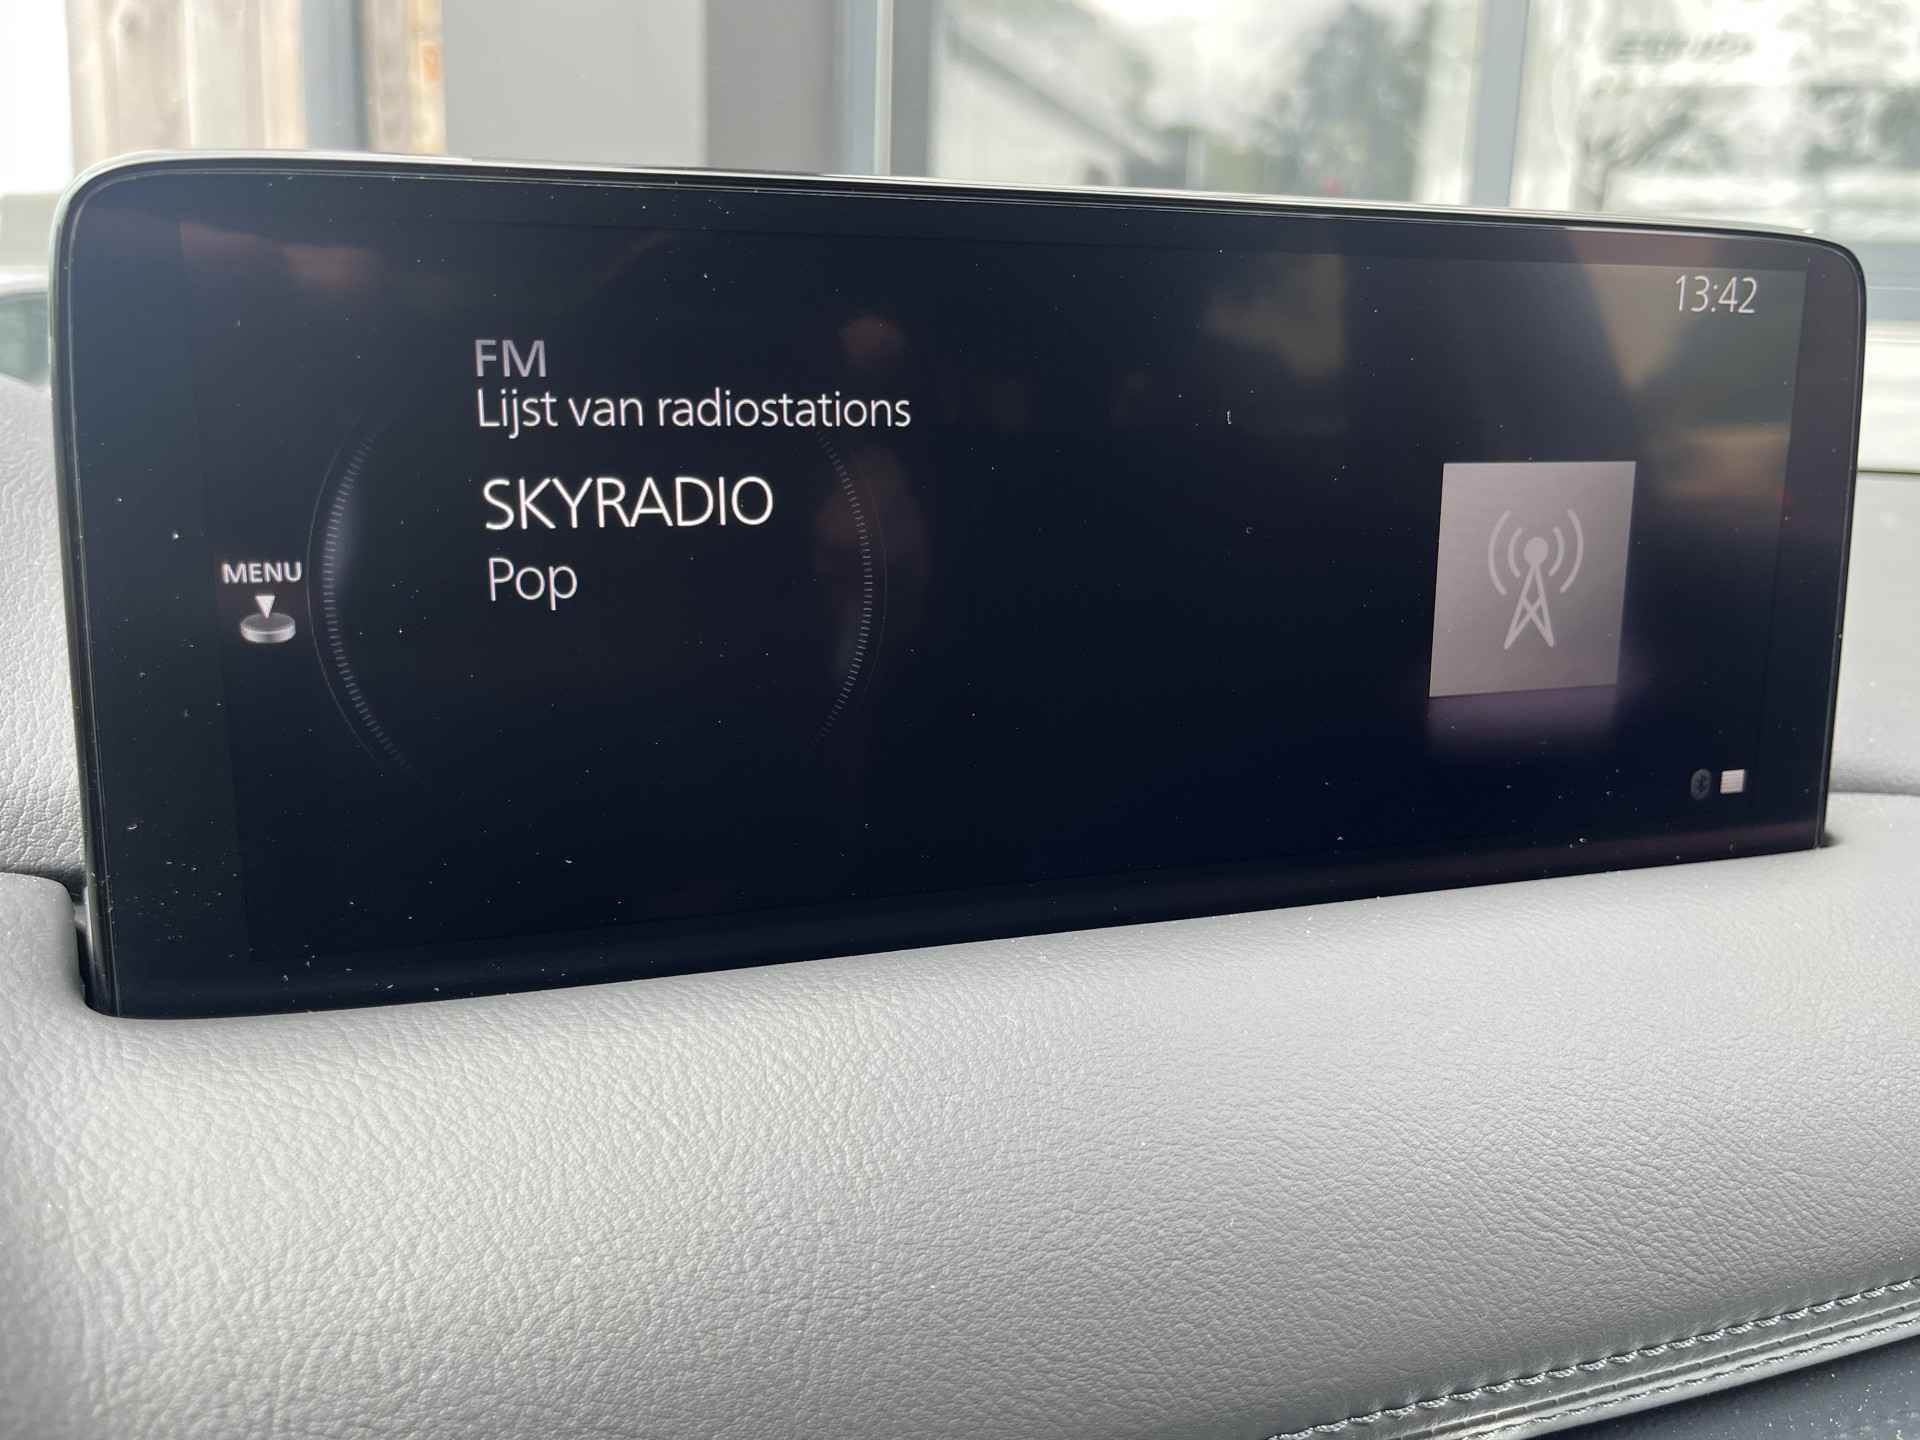 13:42
FM
Lijst van radiostations
SKYRADIO
Pop
MENU